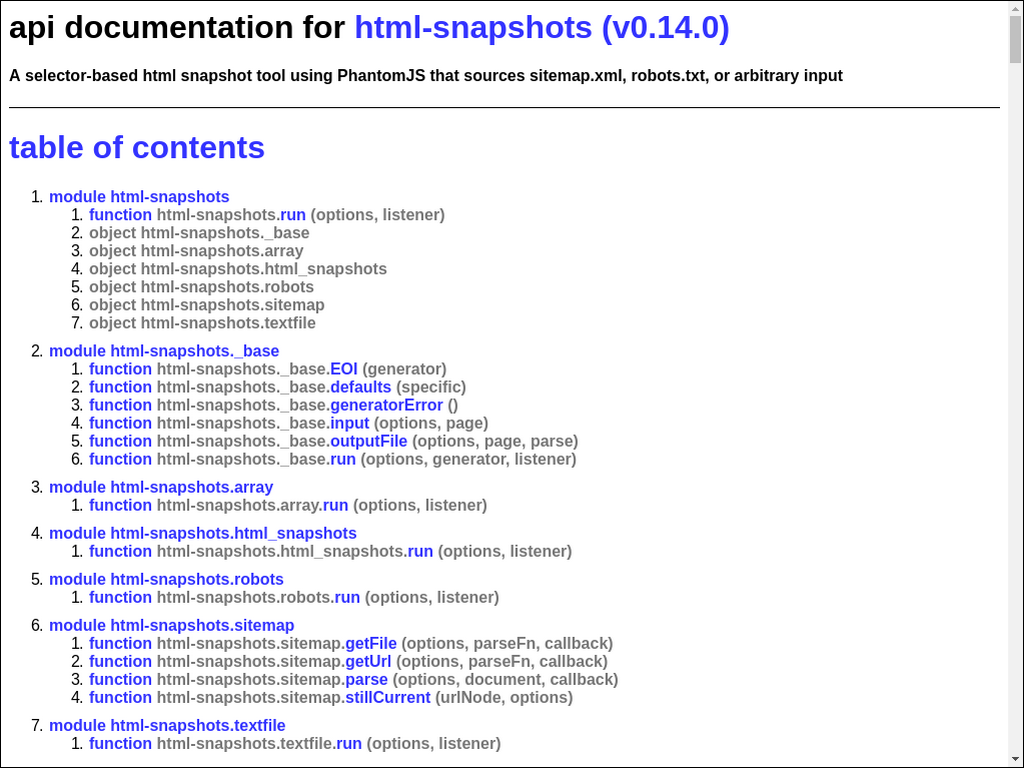 api documentation for html-snapshots (v0.14.0)
A selector-based html snapshot tool using PhantomJS that sources sitemap.xml, robots.txt, or arbitrary input
table of contents
1. module html-snapshots
1. function html-snapshots.run (options, listener)
2. object html-snapshots._base
3. object html-snapshots.array
4. object html-snapshots.html_snapshots
5. object html-snapshots.robots
6. object html-snapshots.sitemap
7. object html-snapshots.textfile
2. module html-snapshots._base
1. function html-snapshots._base.EOI (generator)
2. function html-snapshots._base.defaults (specific)
3. function html-snapshots._base.generatorError ()
4. function html-snapshots._base.input (options, page)
5. function html-snapshots._base.outputFile (options, page, parse)
6. function html-snapshots._base.run (options, generator, listener)
3. module html-snapshots.array
1. function html-snapshots.array.run (options, listener)
4. module html-snapshots.html_snapshots
1. function html-snapshots.html_snapshots.run (options, listener)
5. module html-snapshots.robots
1. function html-snapshots.robots.run (options, listener)
6. module html-snapshots.sitemap
1. function html-snapshots.sitemap.getFile (options, parseFn, callback)
2. function html-snapshots.sitemap.getUrl (options, parseFn, callback)
3. function html-snapshots.sitemap.parse (options, document, callback)
4. function html-snapshots.sitemap.stillCurrent (urlNode, options)
7. module html-snapshots.textfile
1. function html-snapshots.textfile.run (options, listener)